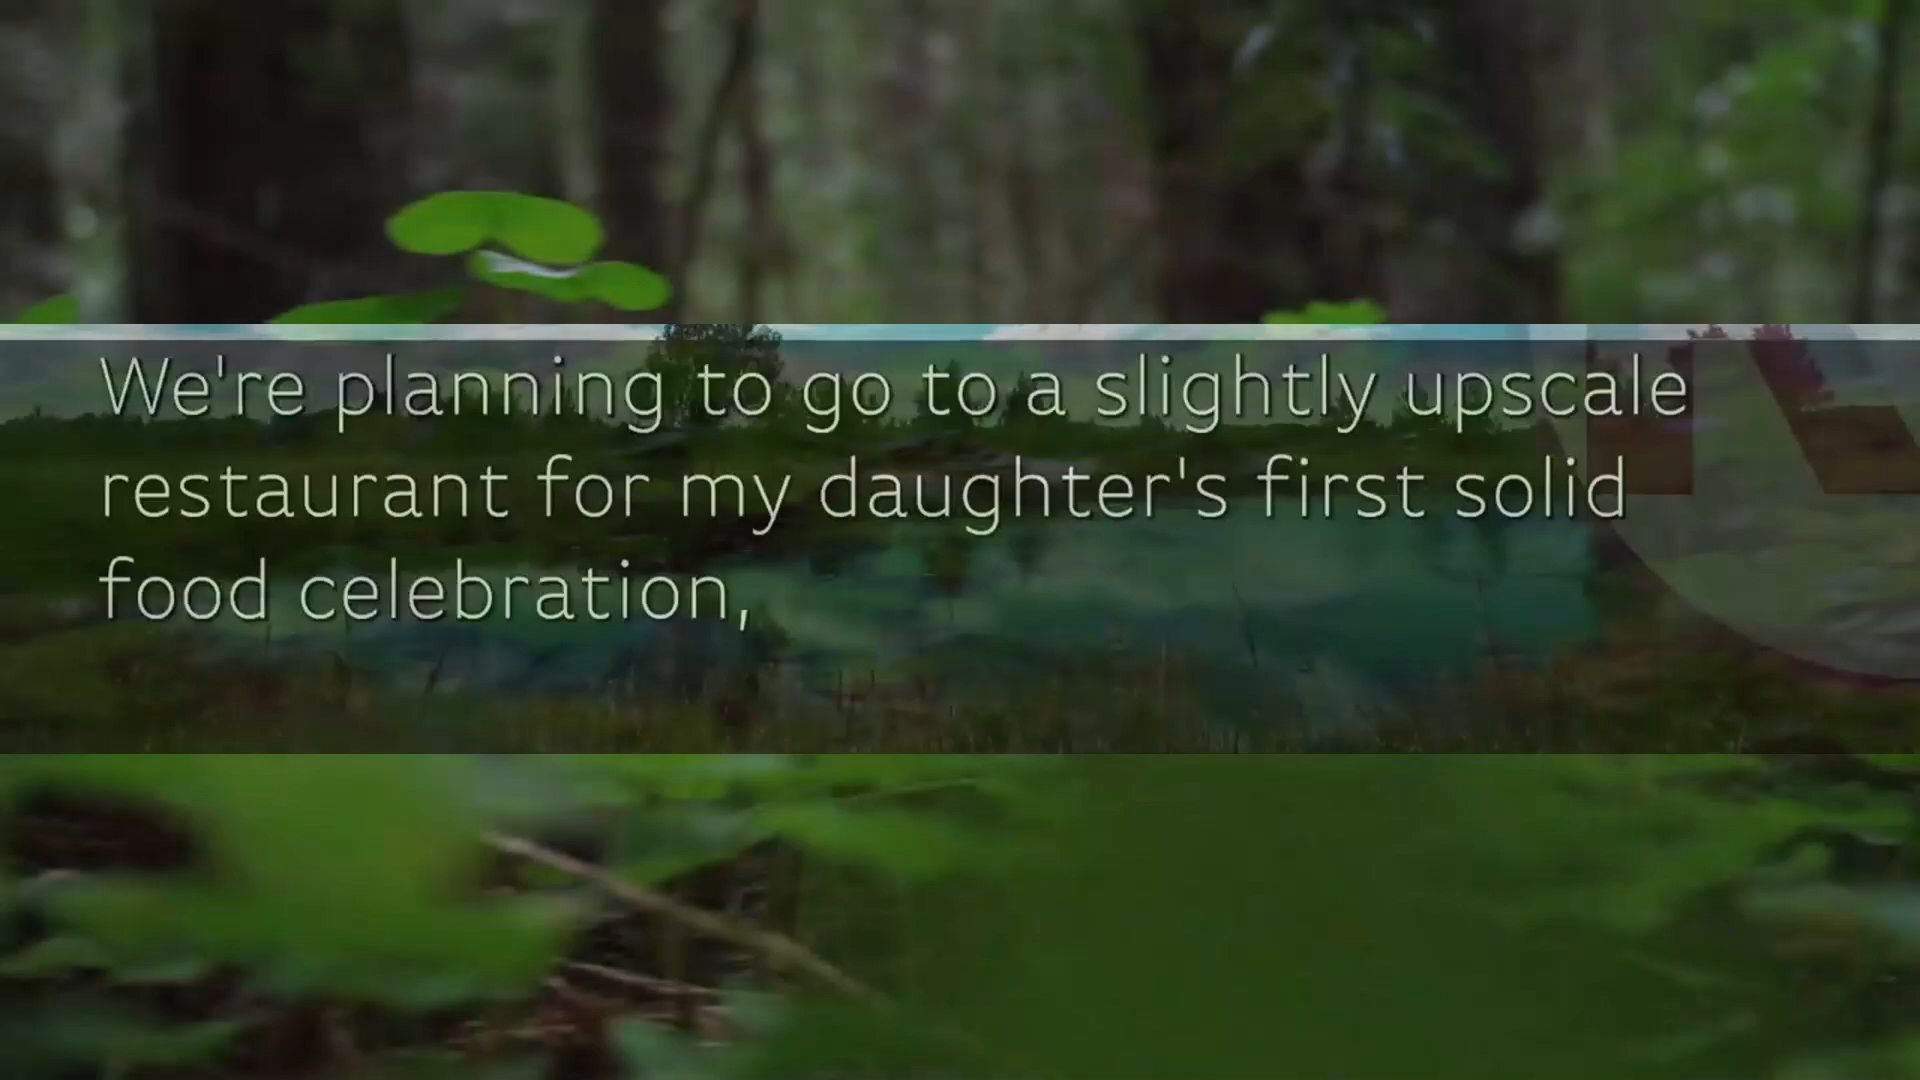 We're planning to go to a slightly upscale
restaurant for my daughter's first solid
food celebration,